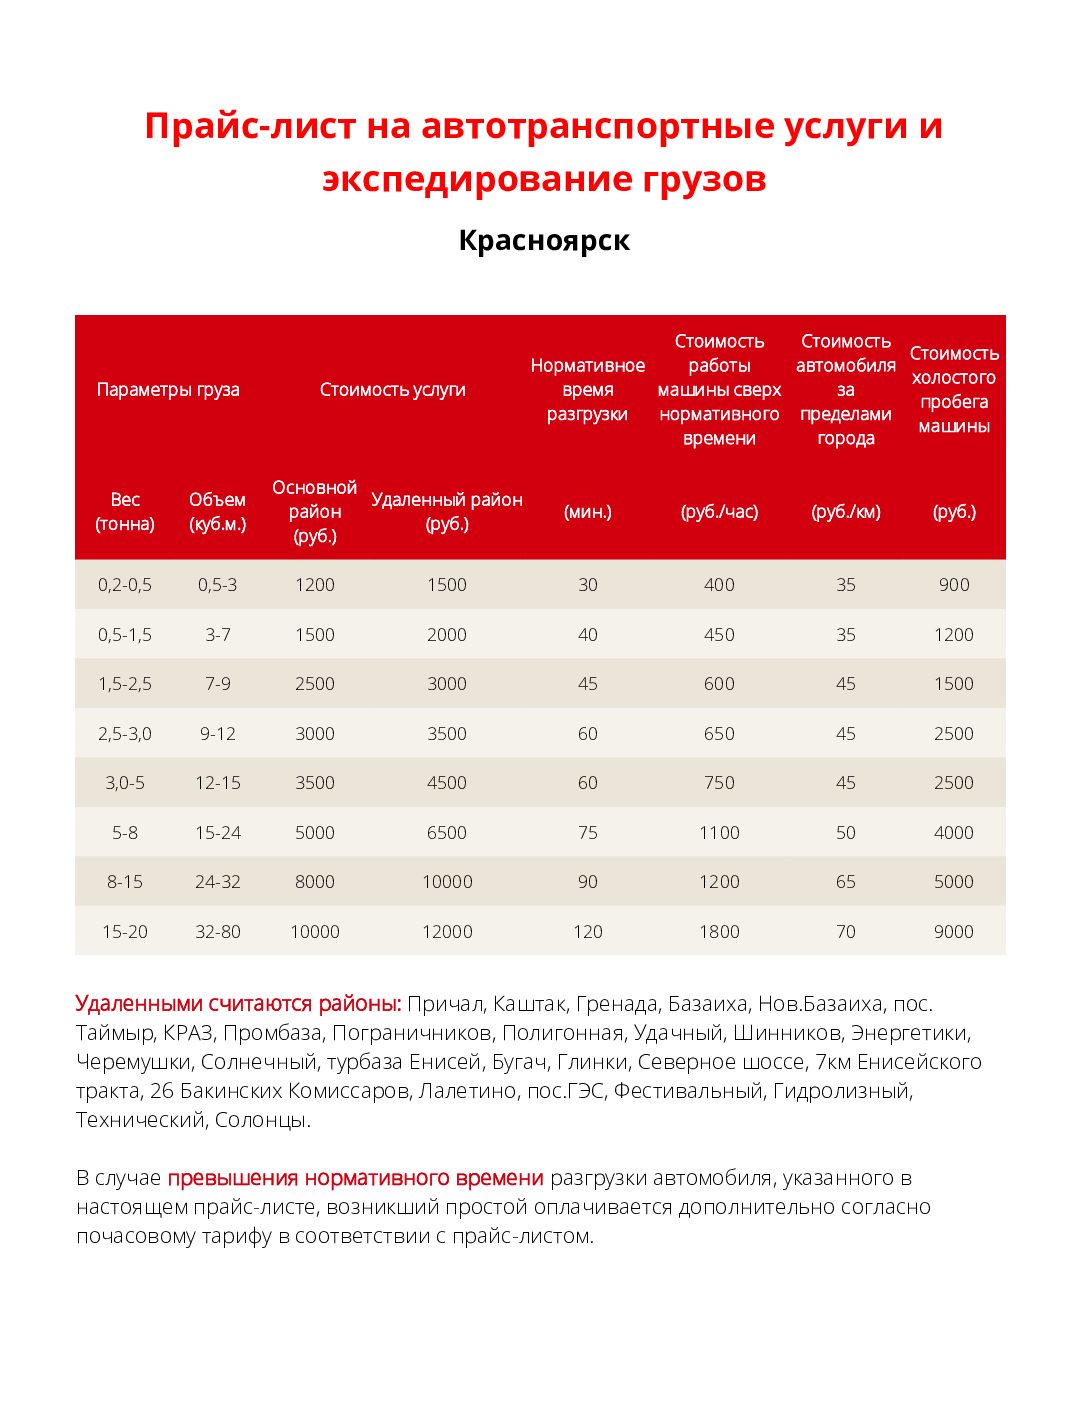 Прайс-лист на автотранспортные услуги и
экспедирование грузов
Красноярск
Параметры груза Стоимость услуги Нормативное время разгрузки Стоимость работы машины сверх нормативного времени Стоимость автомобиля за пределами города Стоимость холостого пробега машины
Вес (тонна) Объем (куб.м.) Основной район (руб.) Удаленный район (руб.) (мин.) (руб./час) (руб./км) (руб.)
0,2-0,5 0,5-3 1200 1500 30 400 35 900
0,5-1,5 3-7 1500 2000 40 450 35 1200
1,5-2,5 7-9 2500 3000 45 600 45 1500
2,5-3,0 9-12 3000 3500 60 650 45 2500
3,0-5 12-15 3500 4500 60 750 45 2500
5-8 15-24 5000 6500 75 1100 50 4000
8-15 24-32 8000 10000 90 1200 65 5000
15-20 32-80 10000 12000 120 1800 70 9000
Удаленными считаются районы: Причал, Каштак, Гренада, Базаиха, Нов.Базаиха, пос.
Таймыр, КРАЗ, Промбаза, Пограничников, Полигонная, Удачный, Шинников, Энергетики,
Черемушки, Солнечный, турбаза Енисей, Бугач, Глинки, Северное шоссе, 7км Енисейского
тракта, 26 Бакинских Комиссаров, Лалетино, пос.ГЭС, Фестивальный, Гидролизный,
Технический, Солонцы.
В случае превышения нормативного времени разгрузки автомобиля, указанного в
настоящем прайс-листе, возникший простой оплачивается дополнительно согласно
почасовому тарифу в соответствии с прайс-листом.